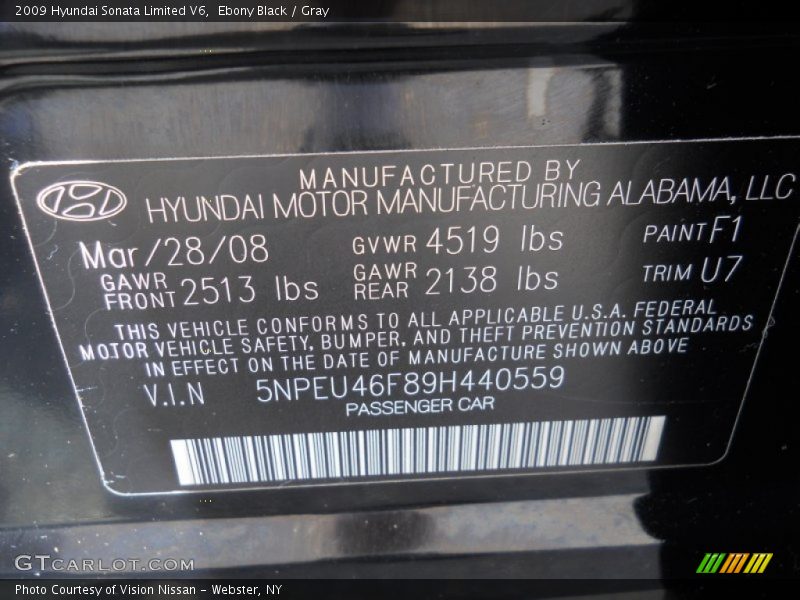 2009 Hyundai Sonata Limited V6, Ebony Black / Gray
MANUFACTURED BY
HYUNDAI MOTOR MANUFACTURING ALABAMA, LLC
Mar/28/08 GVWR 4519 lbs PAINT F1
GAWR FRONT 2513 lbs GAWR REAR 2138 lbs TRIM U7
THIS VEHICLE CONFORMS TO ALL APPLICABLE U.S.A. FEDERAL
MOTOR VEHICLE SAFETY, BUMPER, AND THEFT PREVENTION STANDARDS
IN EFFECT ON THE DATE OF MANUFACTURE SHOWN ABOVE
V.I.N 5NPEU46F89H440559
PASSENGER CAR
GTCARLOT.COM
Photo Courtesy of Vision Nissan - Webster, NY